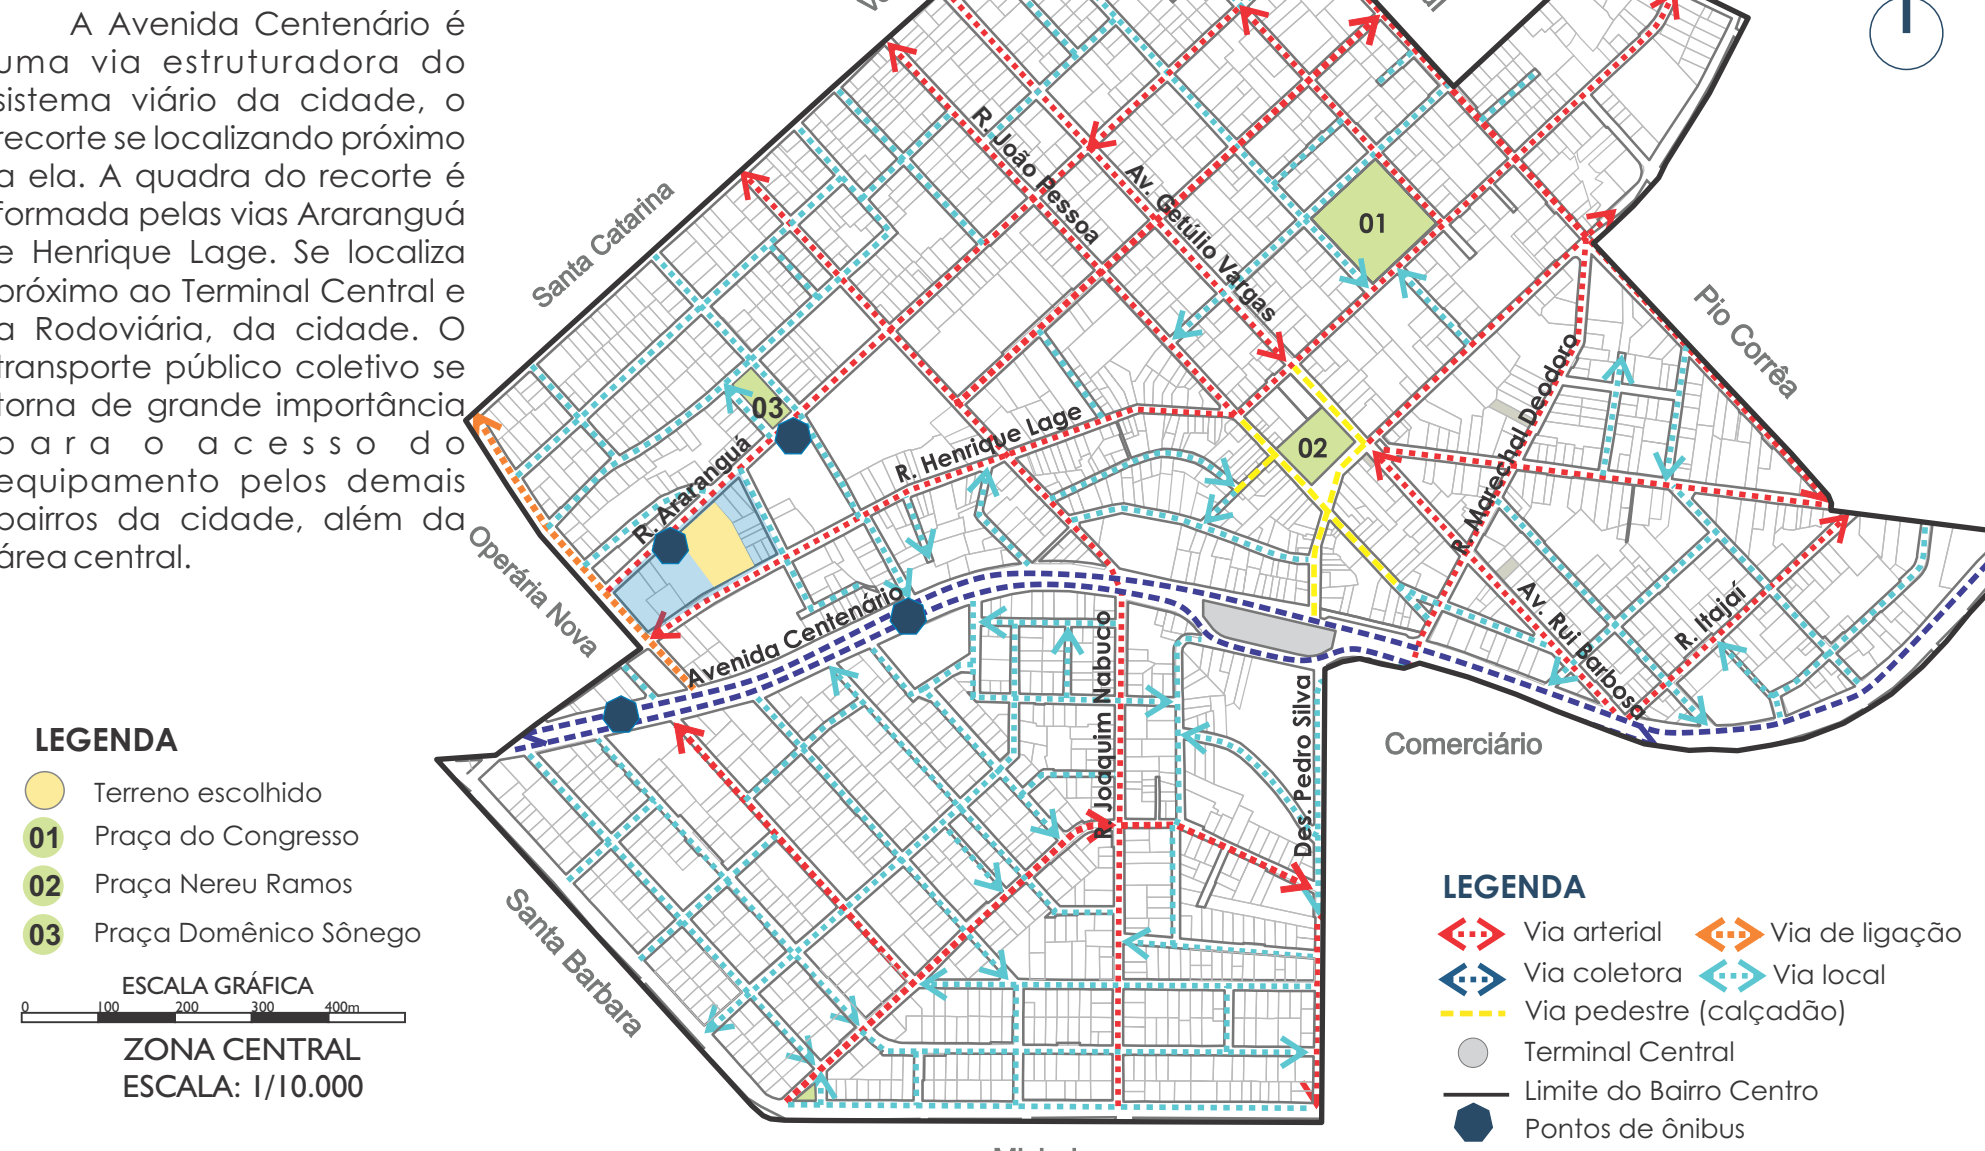 A Avenida Centenário é
uma via estruturadora do
sistema viário da cidade, o
recorte se localizando próximo
a ela. A quadra do recorte é
formada pelas vias Araranguá
e Henrique Lage. Se localiza
próximo ao Terminal Central e
a Rodoviária, da cidade. O
transporte público coletivo se
torna de grande importância
para o acesso do
equipamento pelos demais
bairros da cidade, além da
área central.
Santa Catarina
Operária Nova
Santa Barbara
Pio Corrêa
Comerciário
R. João Pessoa
Av. Getúlio Vargas
R. Henrique Lage
R. Araranguá
Avenida Centenário
R. Marechal Deodoro
Av. Rui Barbosa
R. Itajaí
R. Joaquim Nabuco
Des. Pedro Silva
01
02
03
LEGENDA
Terreno escolhido
01 Praça do Congresso
02 Praça Nereu Ramos
03 Praça Domênico Sônego
ESCALA GRÁFICA
0 100 200 300 400m
ZONA CENTRAL
ESCALA: 1/10.000
LEGENDA
Via arterial
Via de ligação
Via coletora
Via local
Via pedestre (calçadão)
Terminal Central
Limite do Bairro Centro
Pontos de ônibus